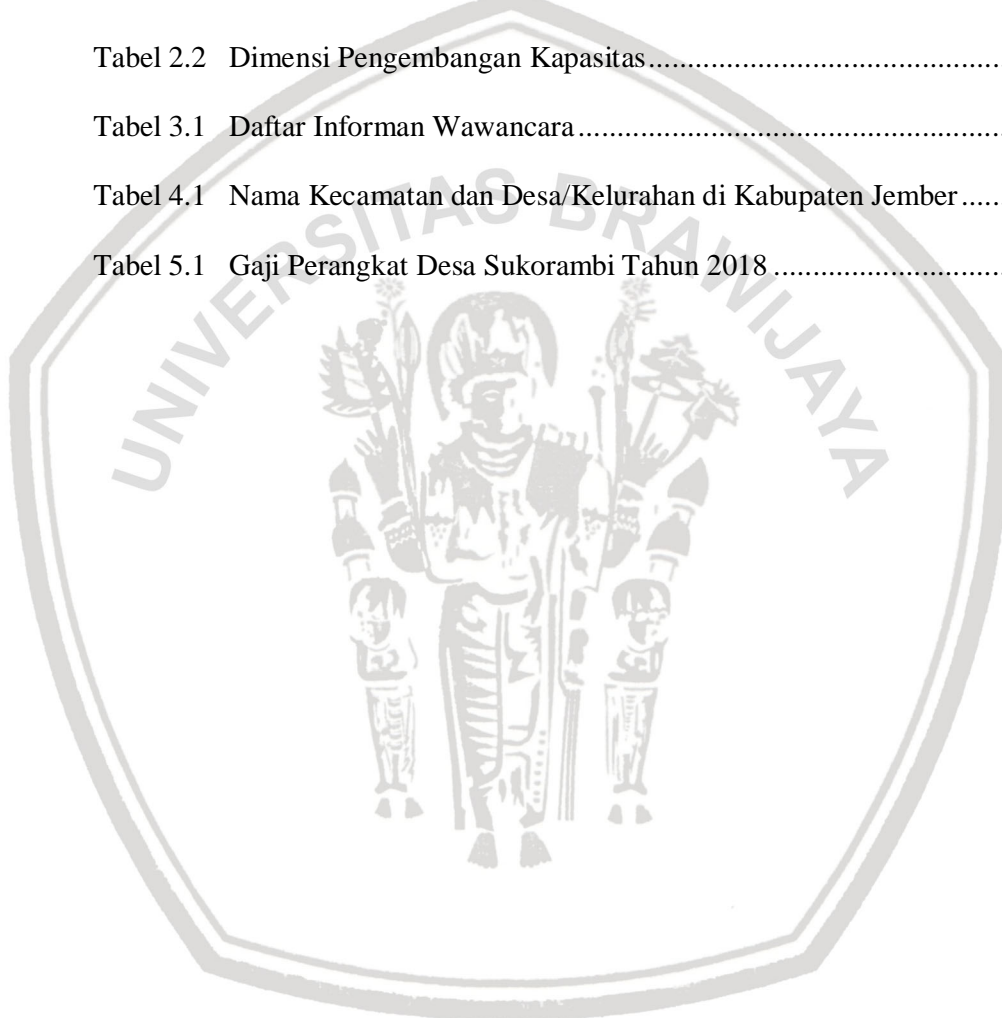 Tabel 2.2 Dimensi Pengembangan Kapasitas..............................................
Tabel 3.1 Daftar Informan Wawancara.......................................................
Tabel 4.1 Nama Kecamatan dan Desa/Kelurahan di Kabupaten Jember.....
Tabel 5.1 Gaji Perangkat Desa Sukorambi Tahun 2018..............................
UNIVERSITAS BRAWIJAYA